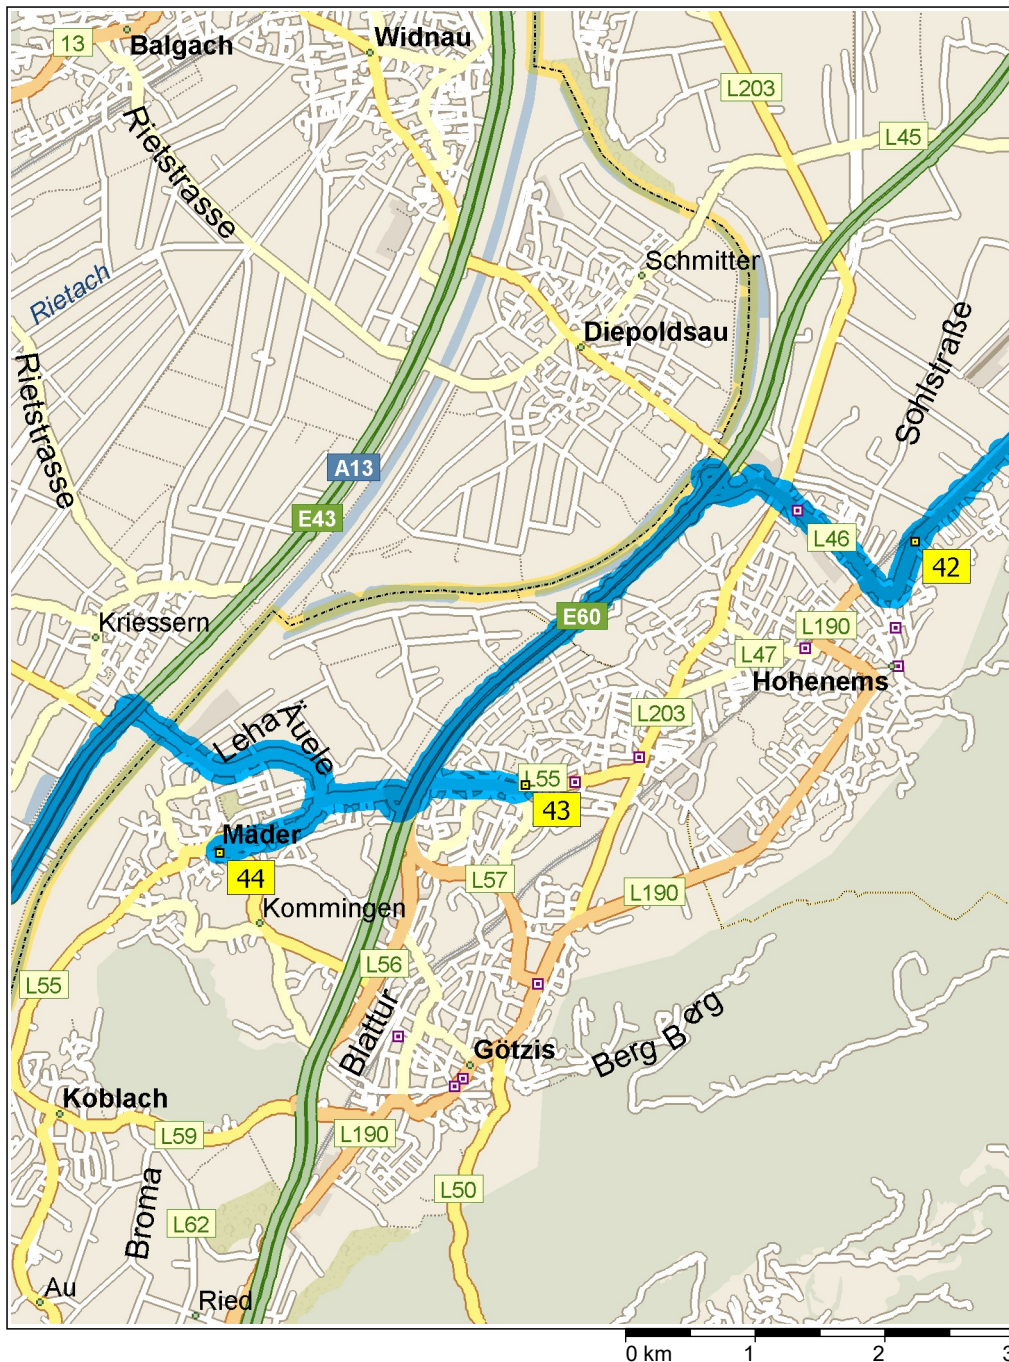 Widnau
13
Balgach
L203
L45
Rietstrasse
Schmitter
Rietach
Diepoldsau
Sohlstraße
Rietstrasse
A13
E43
L46
42
E60
Kriessern
L190
L47
Hohenems
L203
Leha
Äuele
L55
43
Mäder
44
L57
L190
Kommingen
L56
L55
Blattur
Berg Berg
Götzis
Koblach
L59
L190
L50
Broma
L62
Au
Ried
0 km 1 2 3